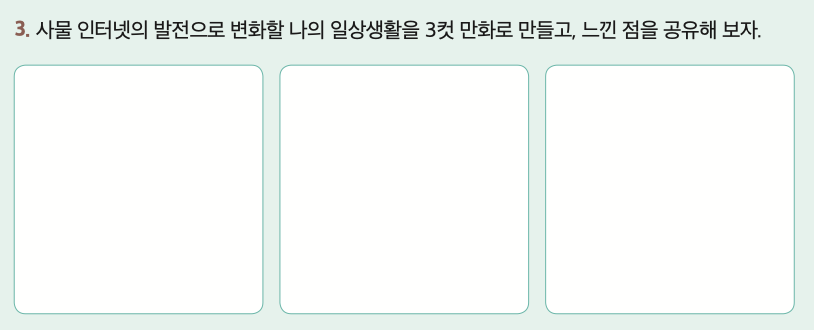 3. 사물 인터넷의 발전으로 변화할 나의 일상생활을 3컷 만화로 만들고, 느낀 점을 공유해 보자.